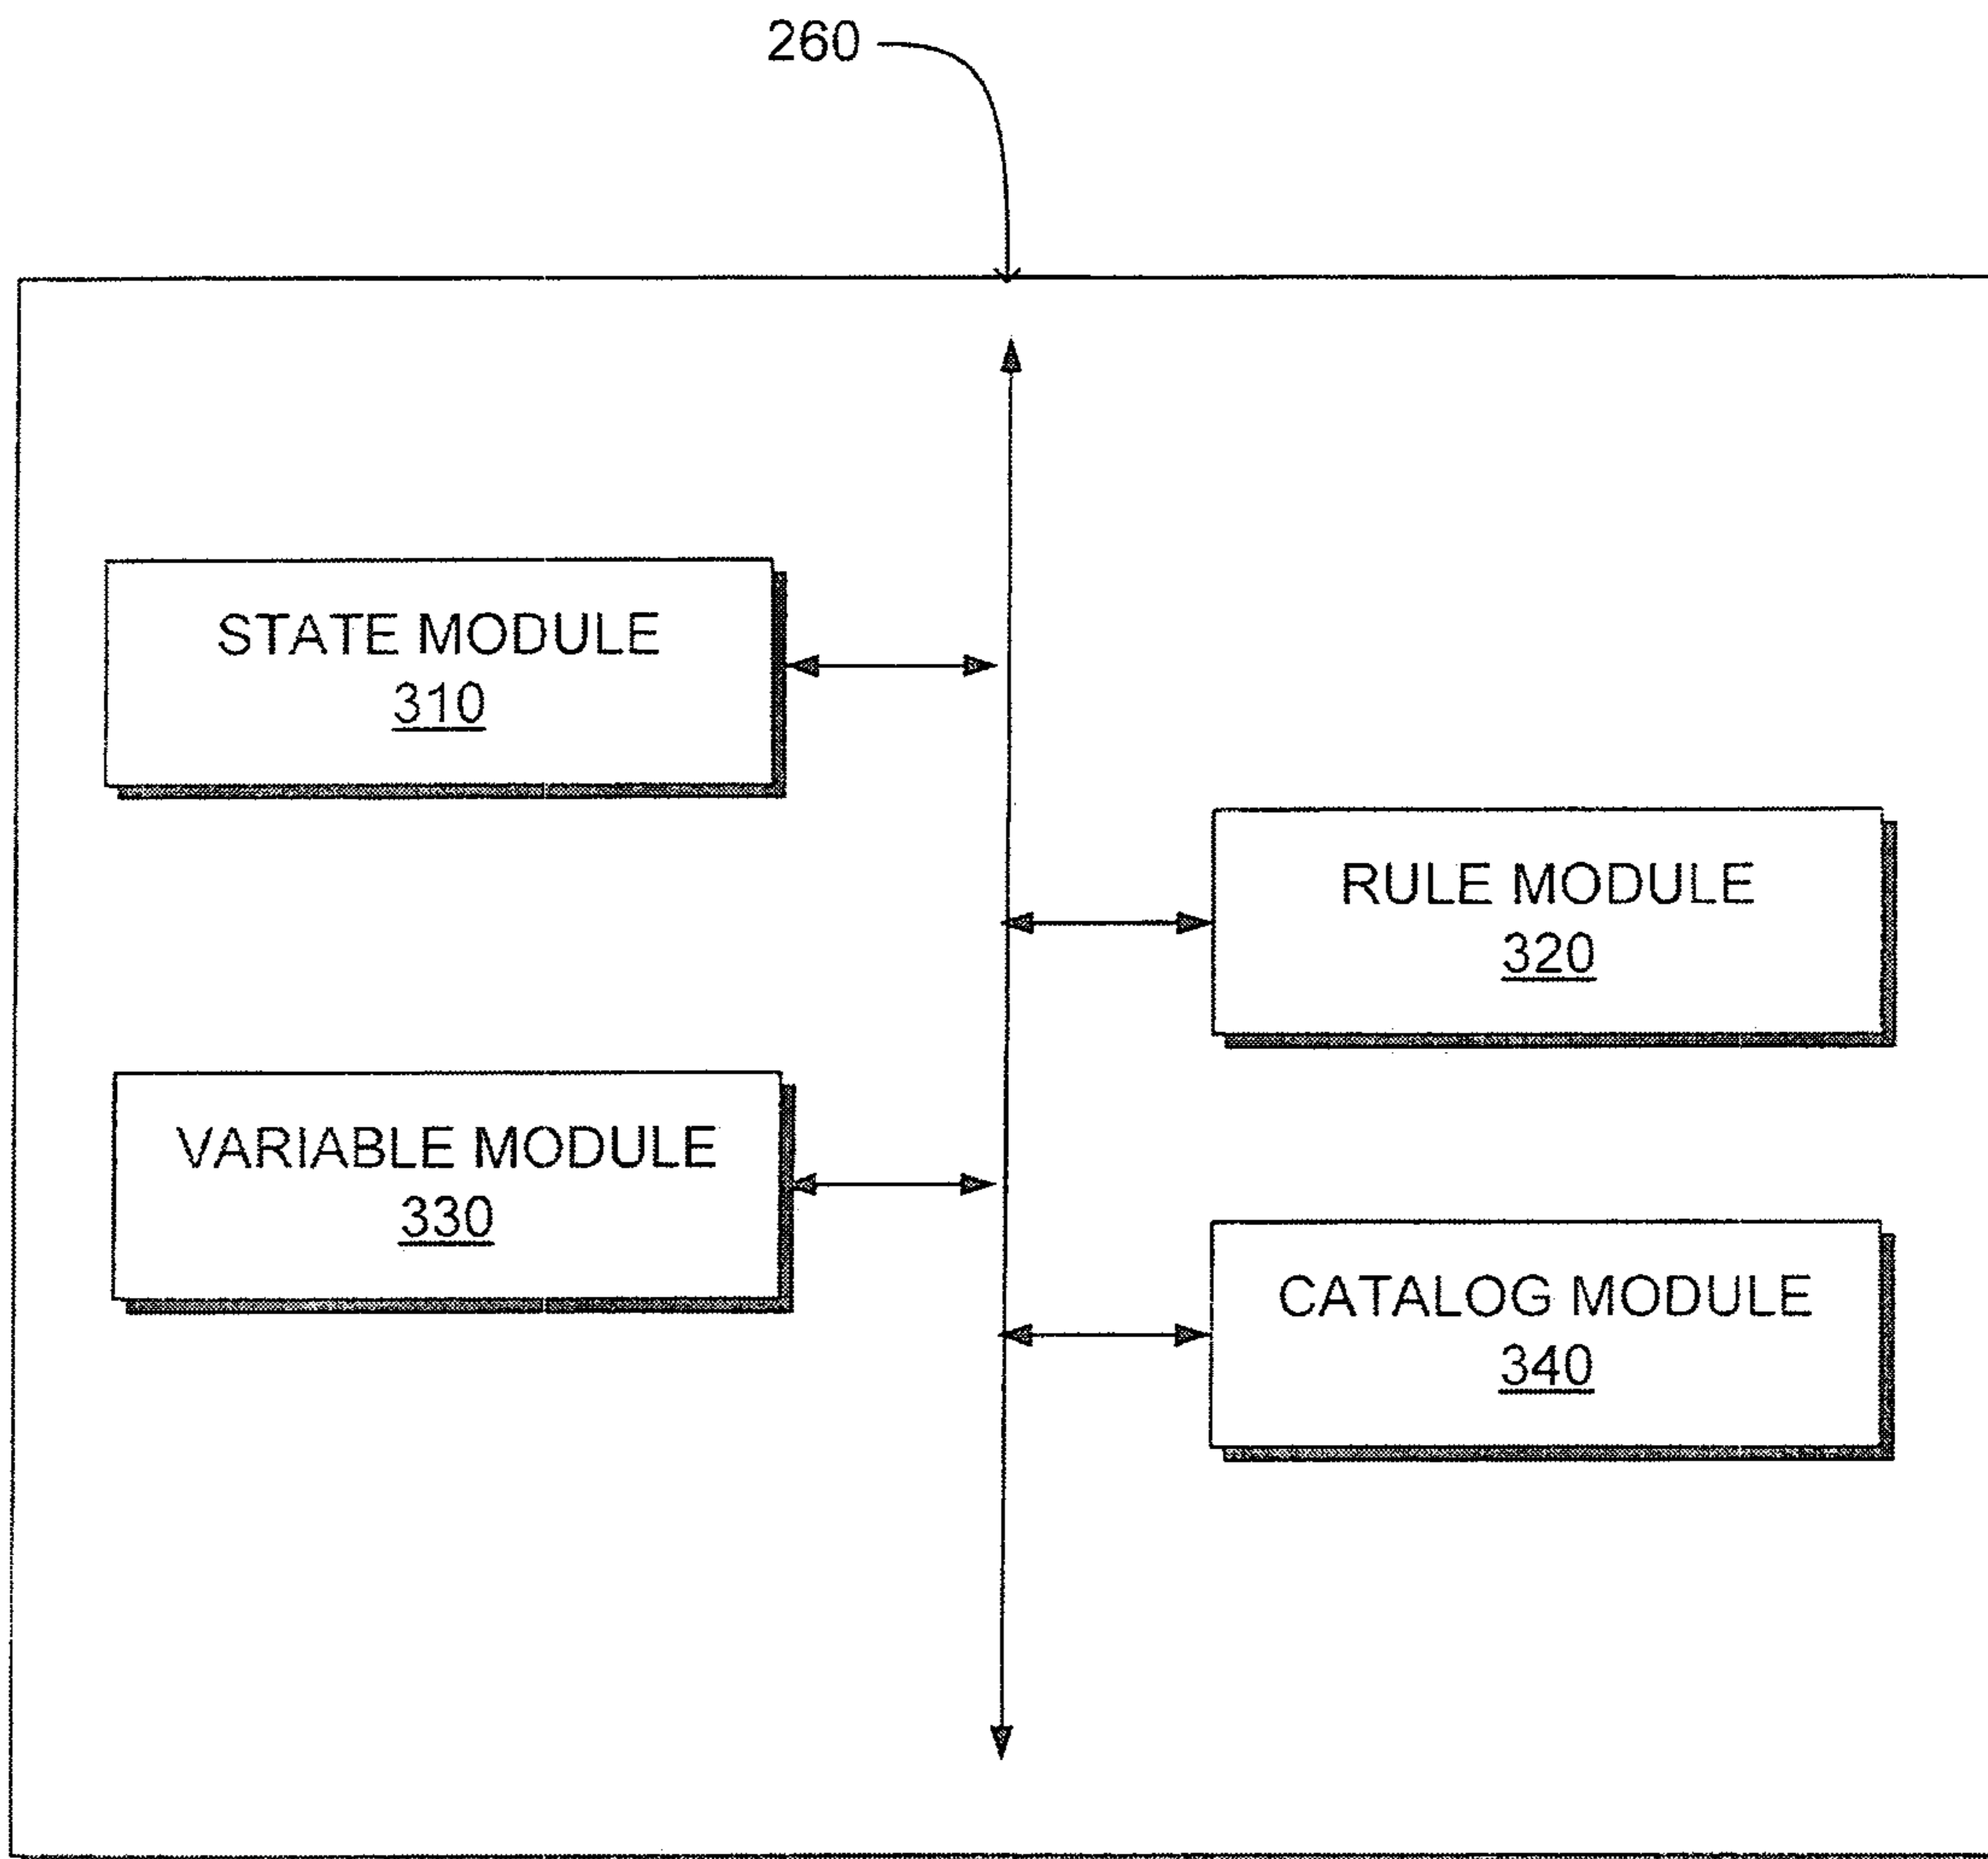 260
STATE MODULE
310
RULE MODULE
320
VARIABLE MODULE
330
CATALOG MODULE
340